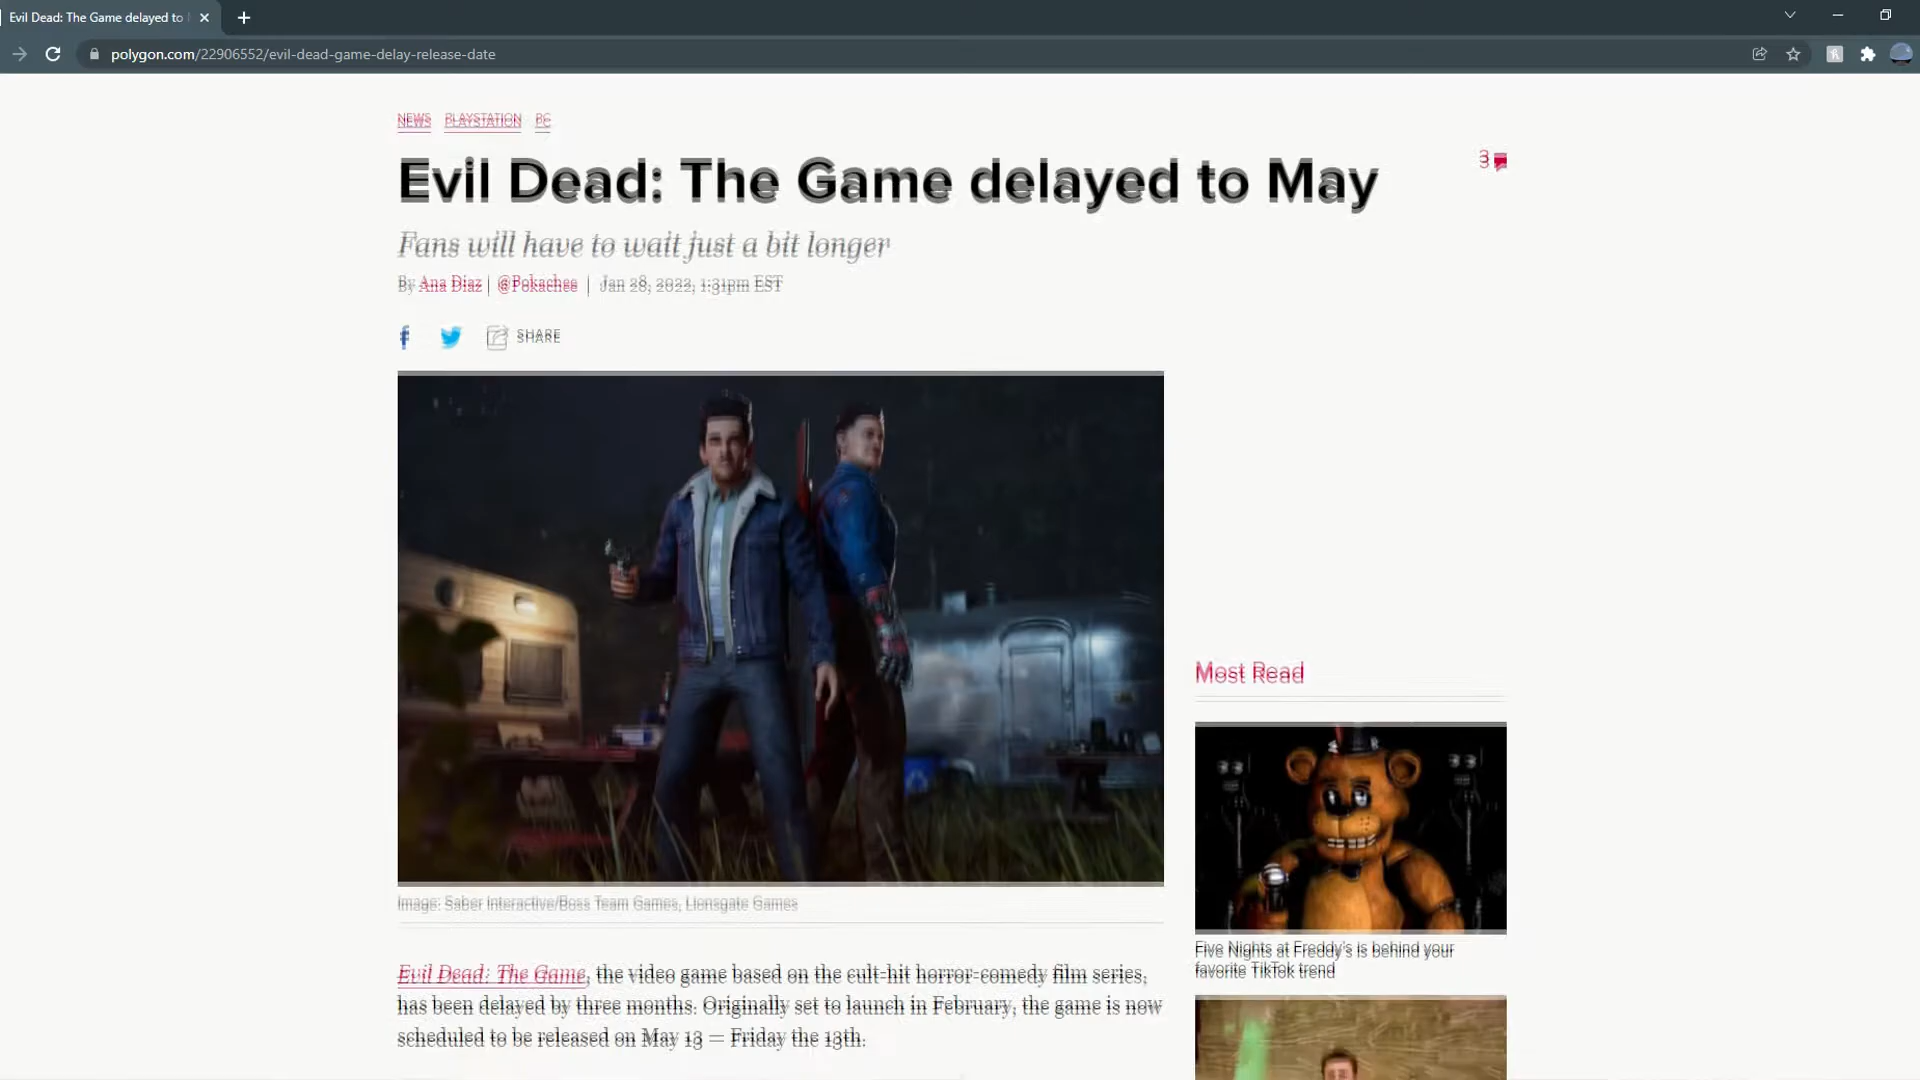 Evil Dead: The Game delayed to
polygon.com/22906552/evil-dead-game-delay-release-date
NEWS PLAYSTATION PC
Evil Dead: The Game delayed to May
3
Fans will have to wait just a bit longer
By Ana Diaz | @Pokachee | Jan 28, 2022, 1:31pm EST
SHARE
Image: Saber Interactive/Boss Team Games, Lionsgate Games
Evil Dead: The Game, the video game based on the cult-hit horror-comedy film series,
has been delayed by three months. Originally set to launch in February, the game is now
scheduled to be released on May 13 — Friday the 13th.
Most Read
Five Nights at Freddy's is behind your
favorite TikTok trend